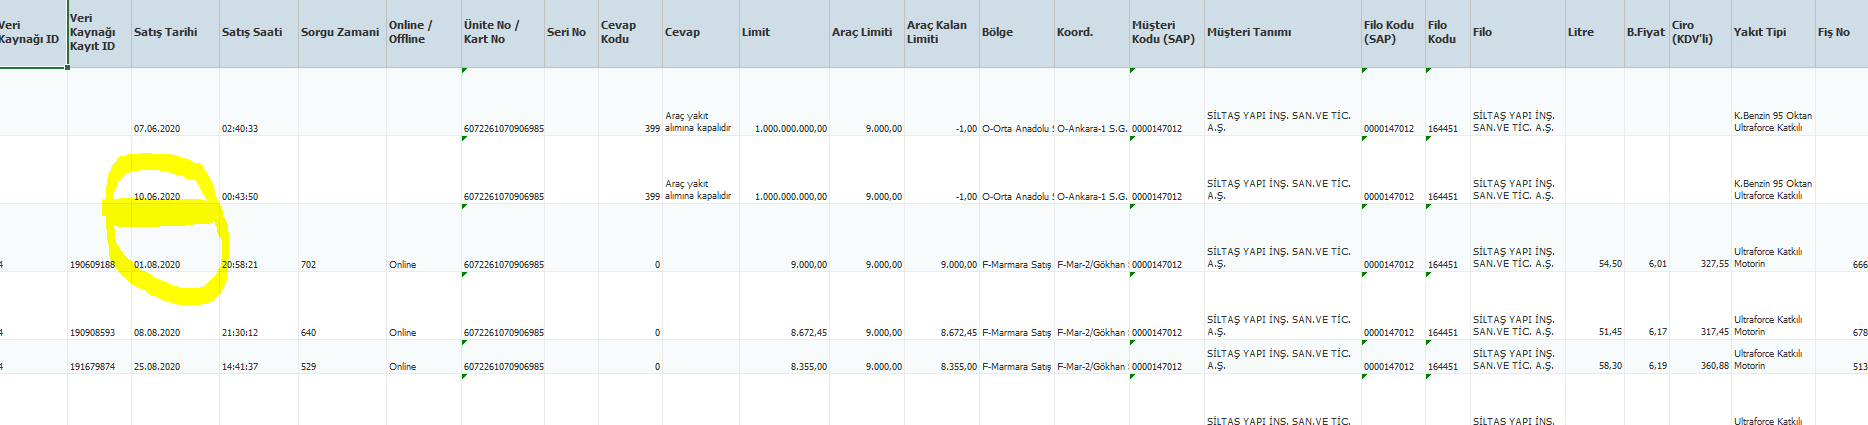 Veri Kaynağı ID Veri Kaynağı Kayıt ID Satış Tarihi Satış Saati Sorgu Zamani Online / Offline Ünite No / Kart No Seri No Cevap Kodu Cevap Limit Araç Limiti Araç Kalan Limiti Bölge Koord. Müşteri Kodu (SAP) Müşteri Tanımı Filo Kodu (SAP) Filo Kodu Filo Litre B.Fiyat Ciro (KDV'li) Yakıt Tipi Fiş No
07.06.2020 02:40:33 6072261070906985 399 Araç yakıt alımına kapalıdır 1.000.000.000,00 9.000,00 -1,00 O-Orta Anadolu O-Ankara-1 S.G. 0000147012 SİLTAŞ YAPI İNŞ. SAN.VE TİC. A.Ş. 0000147012 164451 SİLTAŞ YAPI İNŞ. SAN.VE TİC. A.Ş. K.Benzin 95 Oktan Ultraforce Katkılı
10.06.2020 00:43:50 6072261070906985 399 Araç yakıt alımına kapalıdır 1.000.000.000,00 9.000,00 -1,00 O-Orta Anadolu O-Ankara-1 S.G. 0000147012 SİLTAŞ YAPI İNŞ. SAN.VE TİC. A.Ş. 0000147012 164451 SİLTAŞ YAPI İNŞ. SAN.VE TİC. A.Ş. K.Benzin 95 Oktan Ultraforce Katkılı
4 190609188 01.08.2020 20:58:21 702 Online 6072261070906985 0 9.000,00 9.000,00 9.000,00 F-Marmara Satış F-Mar-2/Gökhan 0000147012 SİLTAŞ YAPI İNŞ. SAN.VE TİC. A.Ş. 0000147012 164451 SİLTAŞ YAPI İNŞ. SAN.VE TİC. A.Ş. 54,50 6,01 327,55 Ultraforce Katkılı Motorin 666
4 190908593 08.08.2020 21:30:12 640 Online 6072261070906985 0 8.672,45 9.000,00 8.672,45 F-Marmara Satış F-Mar-2/Gökhan 0000147012 SİLTAŞ YAPI İNŞ. SAN.VE TİC. A.Ş. 0000147012 164451 SİLTAŞ YAPI İNŞ. SAN.VE TİC. A.Ş. 51,45 6,17 317,45 Ultraforce Katkılı Motorin 678
4 191679874 25.08.2020 14:41:37 529 Online 6072261070906985 0 8.355,00 9.000,00 8.355,00 F-Marmara Satış F-Mar-2/Gökhan 0000147012 SİLTAŞ YAPI İNŞ. SAN.VE TİC. A.Ş. 0000147012 164451 SİLTAŞ YAPI İNŞ. SAN.VE TİC. A.Ş. 58,30 6,19 360,88 Ultraforce Katkılı Motorin 513
SİLTAŞ YAPI İNŞ. SAN.VE TİC. SİLTAŞ YAPI İNŞ. Ultraforce Katkılı